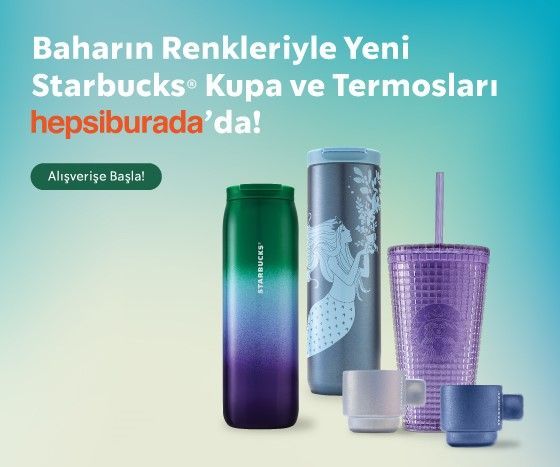 Baharın Renkleriyle Yeni
Starbucks® Kupa ve Termosları
hepsiburada'da!
Alışverişe Başla!
STARBUCKS®